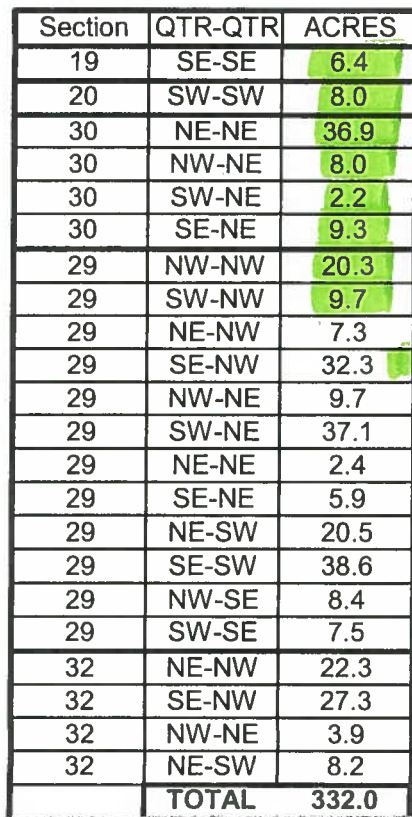 Section QTR-QTR ACRES
19 SE-SE 6.4
20 SW-SW 8.0
30 NE-NE 36.9
30 NW-NE 8.0
30 SW-NE 2.2
30 SE-NE 9.3
29 NW-NW 20.3
29 SW-NW 9.7
29 NE-NW 7.3
29 SE-NW 32.3
29 NW-NE 9.7
29 SW-NE 37.1
29 NE-NE 2.4
29 SE-NE 5.9
29 NE-SW 20.5
29 SE-SW 38.6
29 NW-SE 8.4
29 SW-SE 7.5
32 NE-NW 22.3
32 SE-NW 27.3
32 NW-NE 3.9
32 NE-SW 8.2
TOTAL 332.0